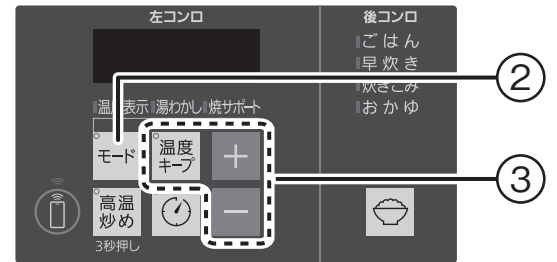 左コンロ
後コンロ
ごはん
早炊き
炊きこみ
おかゆ
温度表示 湯わかし 焼サポート
②
モード
温度
キープ
＋
③
高温
炒め
－
3秒押し